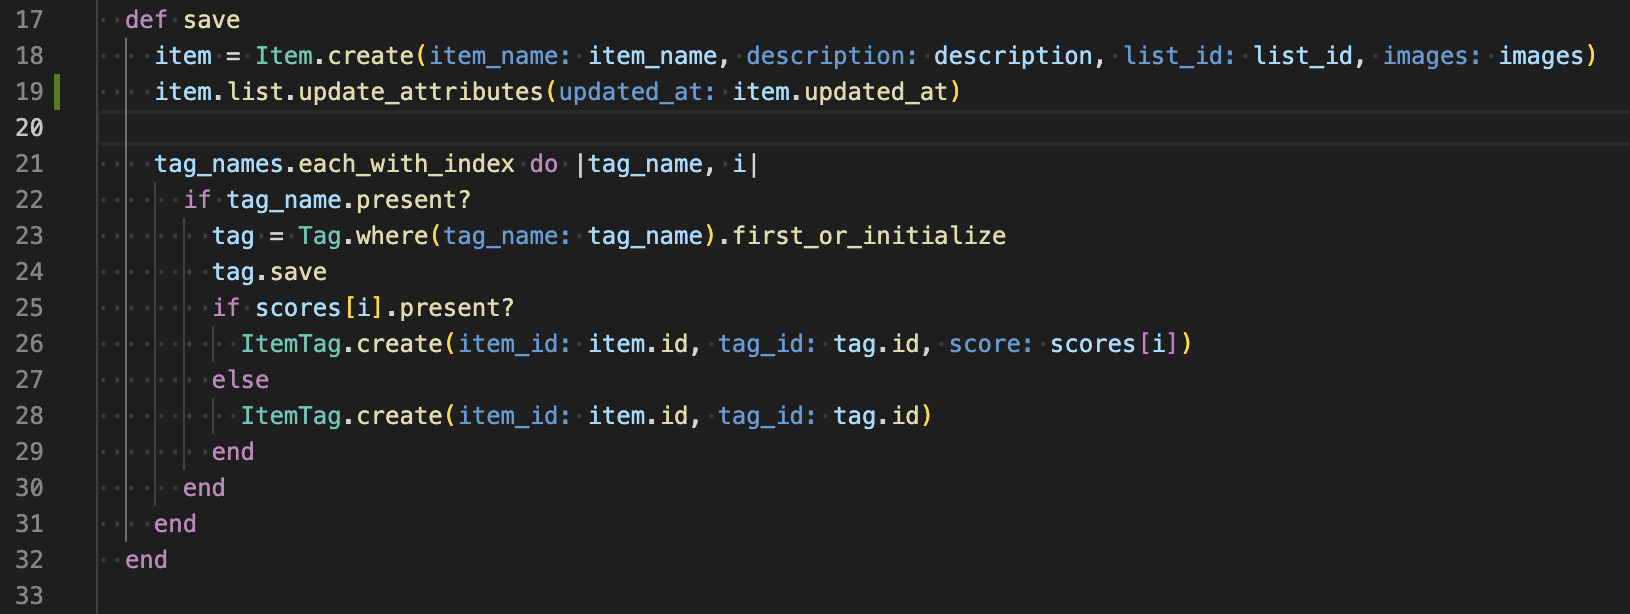 17 def save
18 item = Item.create(item_name: item_name, description: description, list_id: list_id, images: images)
19 item.list.update_attributes(updated_at: item.updated_at)
20
21 tag_names.each_with_index do |tag_name, i|
22 if tag_name.present?
23 tag = Tag.where(tag_name: tag_name).first_or_initialize
24 tag.save
25 if scores[i].present?
26 ItemTag.create(item_id: item.id, tag_id: tag.id, score: scores[i])
27 else
28 ItemTag.create(item_id: item.id, tag_id: tag.id)
29 end
30 end
31 end
32 end
33